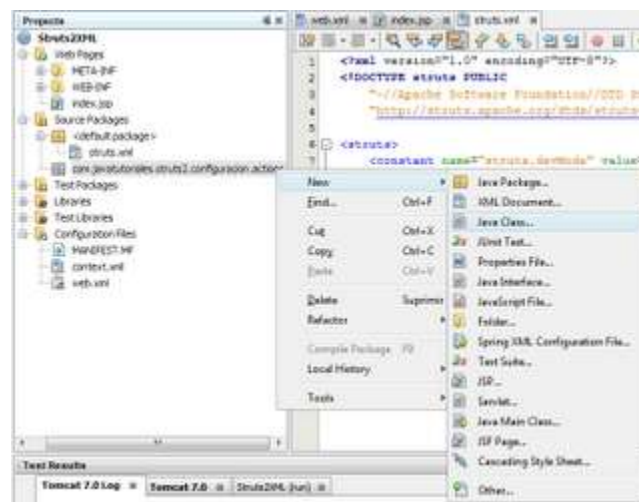 Projects
Struts2XML
Web Pages
META-INF
WEB-INF
index.jsp
Source Packages
<default package>
struts.xml
com.javatutoriales.struts2.configuracion.actions
Test Packages
Libraries
Test Libraries
Configuration Files
MANIFEST.MF
context.xml
web.xml
web.xml
index.jsp
struts.xml
1 <?xml version="1.0" encoding="UTF-8"?>
2 <!DOCTYPE struts PUBLIC
3 "-//Apache Software Foundation//DTD
4 "http://struts.apache.org/dtds/struts
5
6 <struts>
7 <constant name="struts.devMode" value
New
Find... Ctrl+F
Cut Ctrl+X
Copy Ctrl+C
Paste Ctrl+V
Delete Suprimir
Refactor
Compile Package F9
Local History
Tools
Java Package...
XML Document...
Java Class...
JUnit Test...
Properties File...
Java Interface...
JavaScript File...
Folder...
Spring XML Configuration File...
Test Suite...
JSP...
Servlet...
Java Main Class...
JSF Page...
Cascading Style Sheet...
Other...
Test Results
Tomcat 7.0 Log
Tomcat 7.0
Struts2XML (run)